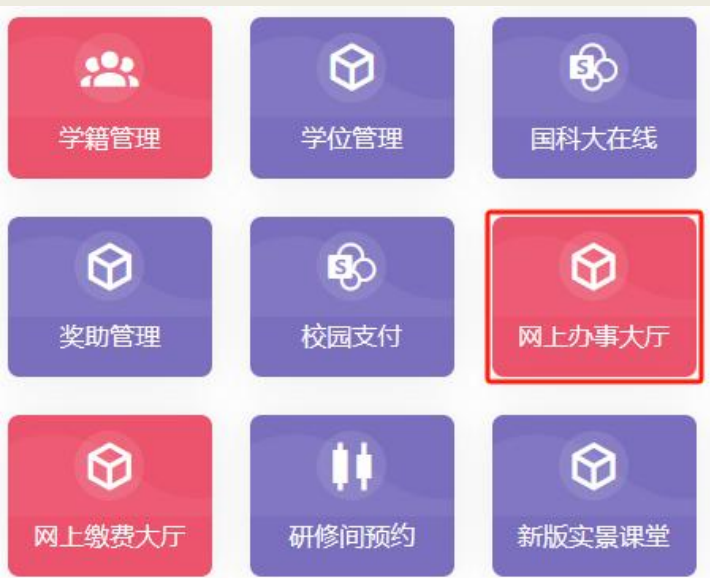 学籍管理
学位管理
S
国科大在线
奖助管理
S
校园支付
网上办事大厅
网上缴费大厅
研修间预约
新版实景课堂